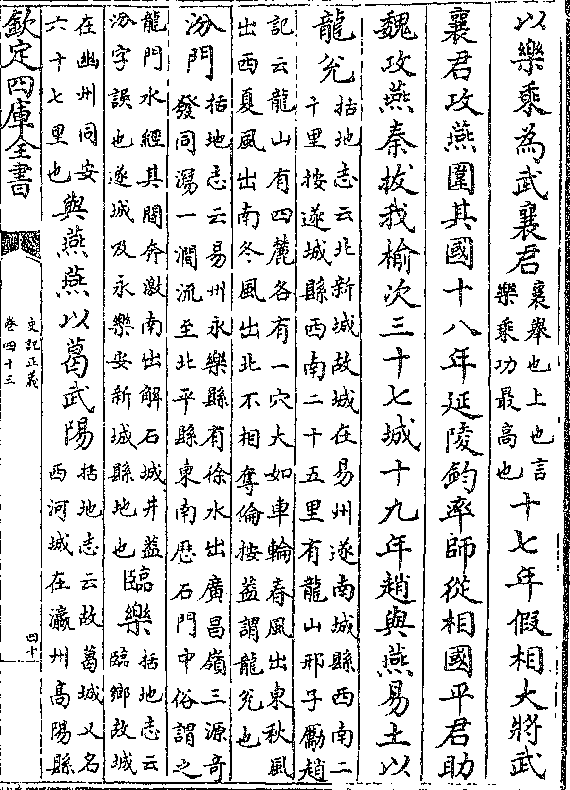 以樂乘為武襄君襄舉也上也言樂乘功最高也十七年假相大將武
襄君攻燕圍其國十八年延陵鈞率師從相國平君助
魏攻燕秦拔我榆次三十七城十九年趙與燕易土以
龍兊括地志云北新城故城在易州遂南城縣西南二十里按遂城縣西南二十五里有龍山邢子勵趙
記云龍山有四麓各有一穴大如車輪春風出東秋風出西夏風出南冬風出北不相奪倫按蓋謂龍兊也
汾門括地志云易州永樂縣有徐水出廣昌嶺三源奇發同瀉一澗流至北平縣東南歴石門中俗謂之
龍門水經其間奔激南出觧石城井蓋汾字誤也遂城及永樂安新城縣地也臨樂括地志云臨鄉故城
在幽州同安六十七里也與燕燕以葛武陽括地志云故葛城乂名西河城在瀛州高陽縣
欽定四庫全書
史記正義
卷四十三
四十